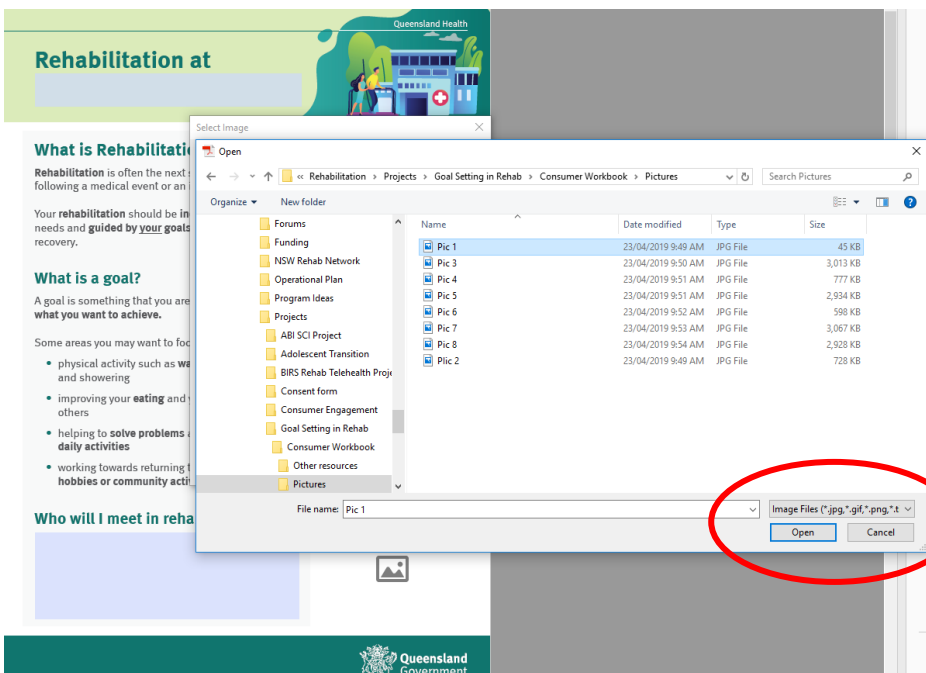 Queensland Health
Rehabilitation at
What is Rehabilitati
Rehabilitation is often the next
following a medical event or an
Your rehabilitation should be in
needs and guided by your goals
recovery.
What is a goal?
A goal is something that you are
what you want to achieve.
Some areas you may want to foc
• physical activity such as wa
and showering
• improving your eating and
others
• helping to solve problems
daily activities
• working towards returning t
hobbies or community acti
Who will I meet in reha
Select Image
Open
« Rehabilitation › Projects › Goal Setting in Rehab › Consumer Workbook › Pictures
Search Pictures
Organize
New folder
Forums
Funding
NSW Rehab Network
Operational Plan
Program Ideas
Projects
ABI SCI Project
Adolescent Transition
BIRS Rehab Telehealth Proje
Consent form
Consumer Engagement
Goal Setting in Rehab
Consumer Workbook
Other resources
Pictures
Name Date modified Type Size
Pic 1 23/04/2019 9:49 AM JPG File 45 KB
Pic 3 23/04/2019 9:50 AM JPG File 3,013 KB
Pic 4 23/04/2019 9:51 AM JPG File 777 KB
Pic 5 23/04/2019 9:51 AM JPG File 2,934 KB
Pic 6 23/04/2019 9:52 AM JPG File 598 KB
Pic 7 23/04/2019 9:53 AM JPG File 3,067 KB
Pic 8 23/04/2019 9:54 AM JPG File 2,928 KB
Plic 2 23/04/2019 9:49 AM JPG File 728 KB
File name: Pic 1
Image Files (*.jpg,*.gif,*.png,*.t
Open Cancel
Queensland
Government